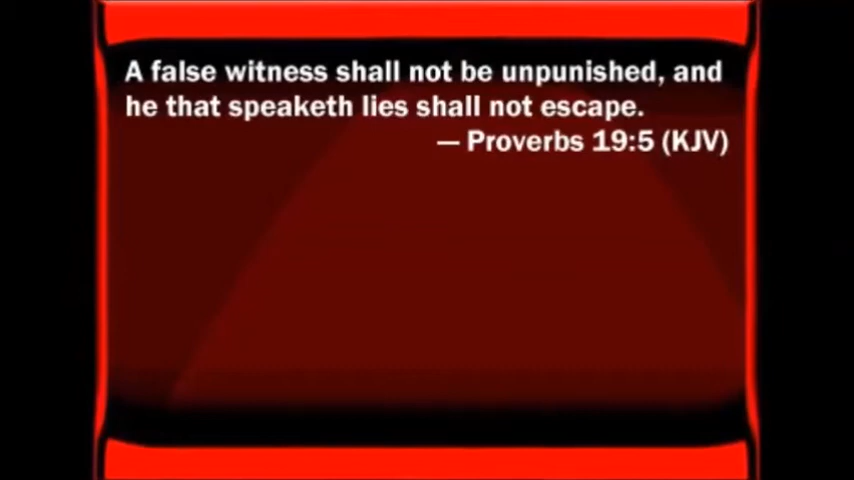 A false witness shall not be unpunished, and
he that speaketh lies shall not escape.
— Proverbs 19:5 (KJV)